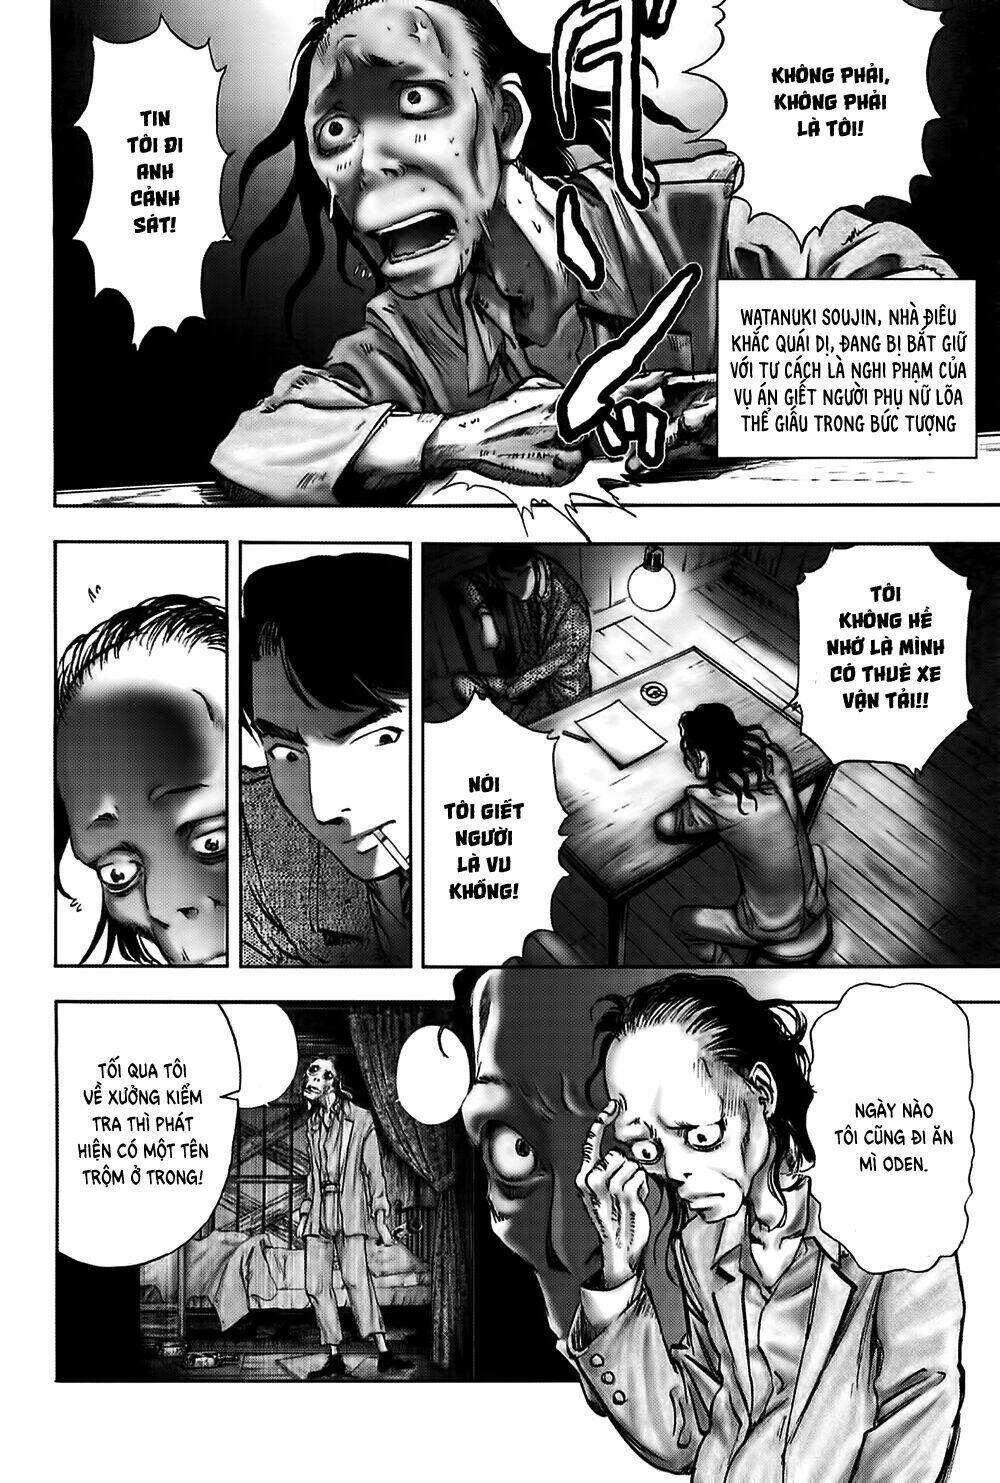 KHÔNG PHẢI,
KHÔNG PHẢI
LÀ TÔI!
TIN
TÔI ĐI
ANH
CẢNH
SÁT!
WATANUKI SOUJIN, NHÀ ĐIÊU
KHẮC QUÁI DỊ, ĐANG BỊ BẮT GIỮ
VỚI TƯ CÁCH LÀ NGHI PHẠM CỦA
VỤ ÁN GIẾT NGƯỜI PHỤ NỮ LÕA
THỂ GIẤU TRONG BỨC TƯỢNG
TÔI
KHÔNG HỀ
NHỚ LÀ MÌNH
CÓ THUÊ XE
VẬN TẢI!!
NÓI
TÔI GIẾT
NGƯỜI
LÀ VU
KHỐNG!
NGÀY NÀO
TÔI CŨNG ĐI ĂN
MÌ ODEN.
TỐI QUA TÔI
VỀ XƯỞNG KIỂM
TRA THÌ PHÁT
HIỆN CÓ MỘT TÊN
TRỘM Ở TRONG!